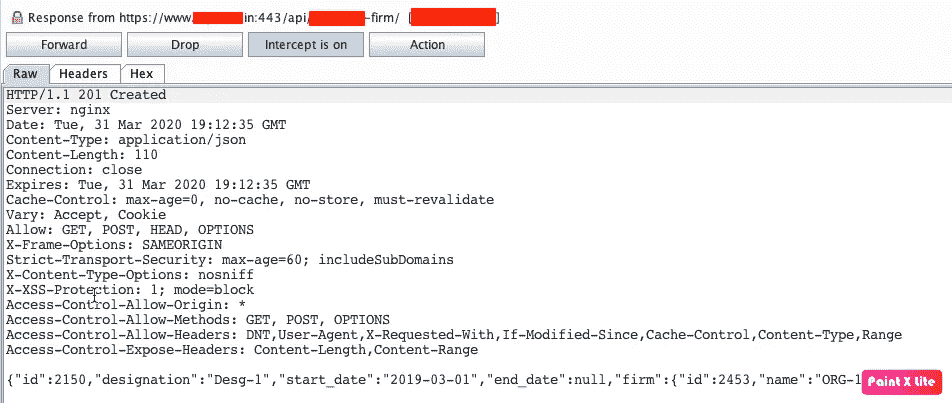 Response from https://www. in:443/api/ -firm/ [ ]
Forward Drop Intercept is on Action
Raw Headers Hex
HTTP/1.1 201 Created
Server: nginx
Date: Tue, 31 Mar 2020 19:12:35 GMT
Content-Type: application/json
Content-Length: 110
Connection: close
Expires: Tue, 31 Mar 2020 19:12:35 GMT
Cache-Control: max-age=0, no-cache, no-store, must-revalidate
Vary: Accept, Cookie
Allow: GET, POST, HEAD, OPTIONS
X-Frame-Options: SAMEORIGIN
Strict-Transport-Security: max-age=60; includeSubDomains
X-Content-Type-Options: nosniff
X-XSS-Protection: 1; mode=block
Access-Control-Allow-Origin: *
Access-Control-Allow-Methods: GET, POST, OPTIONS
Access-Control-Allow-Headers: DNT,User-Agent,X-Requested-With,If-Modified-Since,Cache-Control,Content-Type,Range
Access-Control-Expose-Headers: Content-Length,Content-Range
{"id":2150,"designation":"Desg-1","start_date":"2019-03-01","end_date":null,"firm":{"id":2453,"name":"ORG-1
Paint X Lite